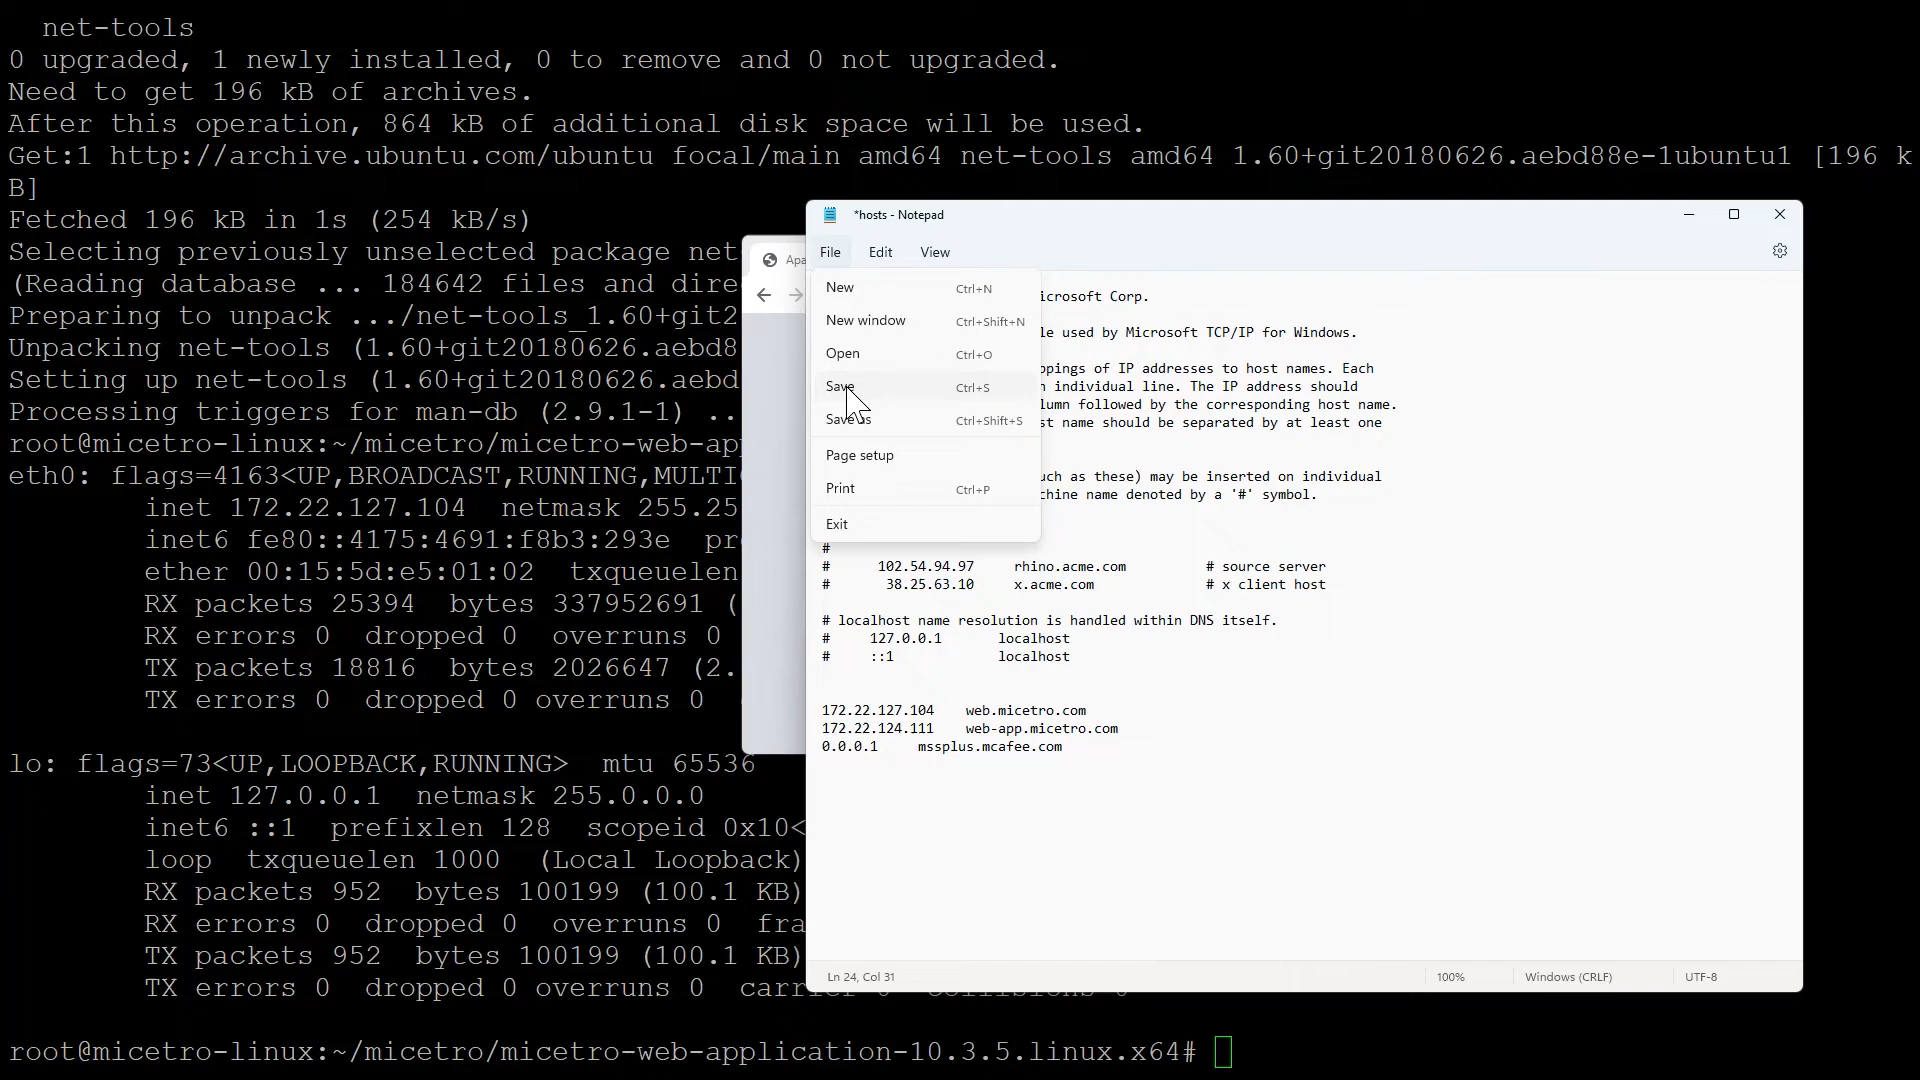 net-tools
0 upgraded, 1 newly installed, 0 to remove and 0 not upgraded.
Need to get 196 kB of archives.
After this operation, 864 kB of additional disk space will be used.
Get:1 http://archive.ubuntu.com/ubuntu focal/main amd64 net-tools amd64 1.60+git20180626.aebd88e-1ubuntu1 [196 k
B]
Fetched 196 kB in 1s (254 kB/s)
Selecting previously unselected package net
(Reading database ... 184642 files and dire
Preparing to unpack .../net-tools_1.60+git2
Unpacking net-tools (1.60+git20180626.aebd8
Setting up net-tools (1.60+git20180626.aebd
Processing triggers for man-db (2.9.1-1) ..
root@micetro-linux:~/micetro/micetro-web-ap
eth0: flags=4163<UP,BROADCAST,RUNNING,MULTI
inet 172.22.127.104 netmask 255.25
inet6 fe80::4175:4691:f8b3:293e pr
ether 00:15:5d:e5:01:02 txqueuelen
RX packets 25394 bytes 337952691 (
RX errors 0 dropped 0 overruns 0
TX packets 18816 bytes 2026647 (2.
TX errors 0 dropped 0 overruns 0
lo: flags=73<UP,LOOPBACK,RUNNING> mtu 65536
inet 127.0.0.1 netmask 255.0.0.0
inet6 ::1 prefixlen 128 scopeid 0x10<
loop txqueuelen 1000 (Local Loopback)
RX packets 952 bytes 100199 (100.1 KB)
RX errors 0 dropped 0 overruns 0 fra
TX packets 952 bytes 100199 (100.1 KB)
TX errors 0 dropped 0 overruns 0
root@micetro-linux:~/micetro/micetro-web-application-10.3.5.linux.x64#
Apa
*hosts - Notepad
File Edit View
New Ctrl+N
New window Ctrl+Shift+N
Open Ctrl+O
Save Ctrl+S
Save as Ctrl+Shift+S
Page setup
Print Ctrl+P
Exit
icrosoft Corp.
le used by Microsoft TCP/IP for Windows.
ppings of IP addresses to host names. Each
n individual line. The IP address should
lumn followed by the corresponding host name.
st name should be separated by at least one
uch as these) may be inserted on individual
chine name denoted by a '#' symbol.
#
# 102.54.94.97 rhino.acme.com # source server
# 38.25.63.10 x.acme.com # x client host
# localhost name resolution is handled within DNS itself.
# 127.0.0.1 localhost
# ::1 localhost
172.22.127.104 web.micetro.com
172.22.124.111 web-app.micetro.com
0.0.0.1 mssplus.mcafee.com
Ln 24, Col 31 100% Windows (CRLF) UTF-8